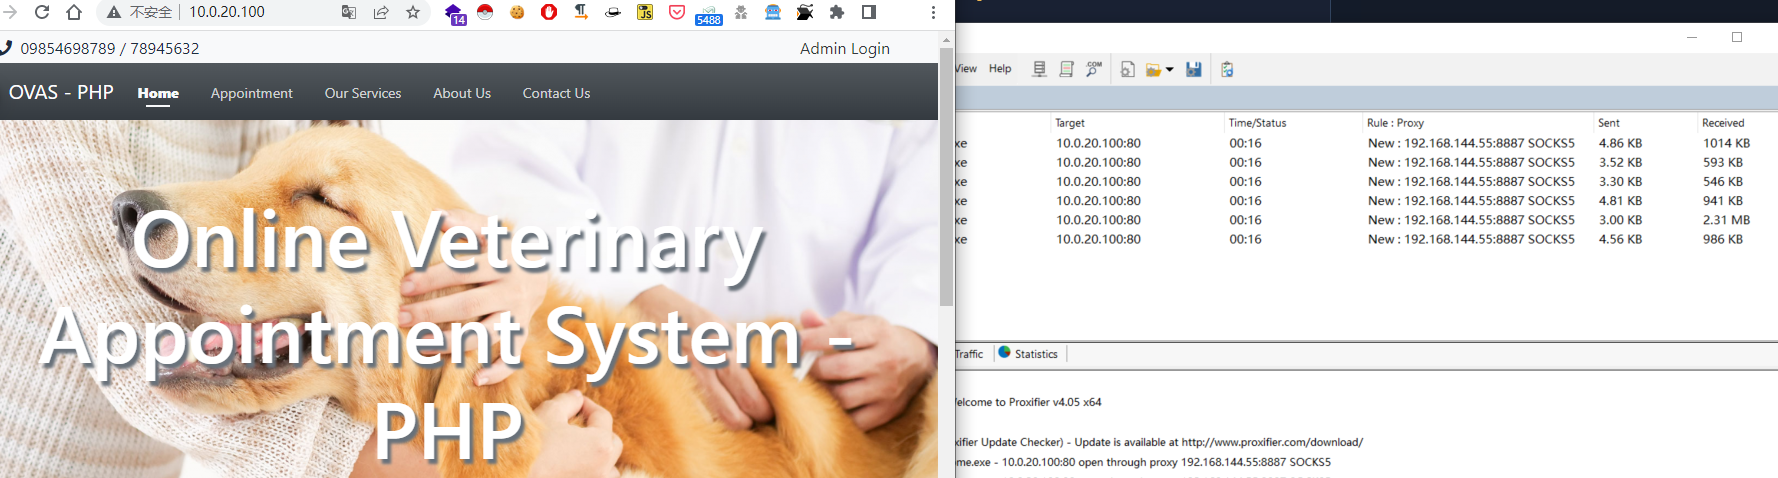 不安全 10.0.20.100
14
5488
JS
09854698789 / 78945632 Admin Login
OVAS - PHP Home Appointment Our Services About Us Contact Us
Online Veterinary
Appointment System -
PHP
View Help
.COM
Target Time/Status Rule : Proxy Sent Received
xe 10.0.20.100:80 00:16 New : 192.168.144.55:8887 SOCKS5 4.86 KB 1014 KB
xe 10.0.20.100:80 00:16 New : 192.168.144.55:8887 SOCKS5 3.52 KB 593 KB
xe 10.0.20.100:80 00:16 New : 192.168.144.55:8887 SOCKS5 3.30 KB 546 KB
xe 10.0.20.100:80 00:16 New : 192.168.144.55:8887 SOCKS5 4.81 KB 941 KB
xe 10.0.20.100:80 00:16 New : 192.168.144.55:8887 SOCKS5 3.00 KB 2.31 MB
xe 10.0.20.100:80 00:16 New : 192.168.144.55:8887 SOCKS5 4.56 KB 986 KB
Traffic Statistics
elcome to Proxifier v4.05 x64
xifier Update Checker) - Update is available at http://www.proxifier.com/download/
me.exe - 10.0.20.100:80 open through proxy 192.168.144.55:8887 SOCKS5